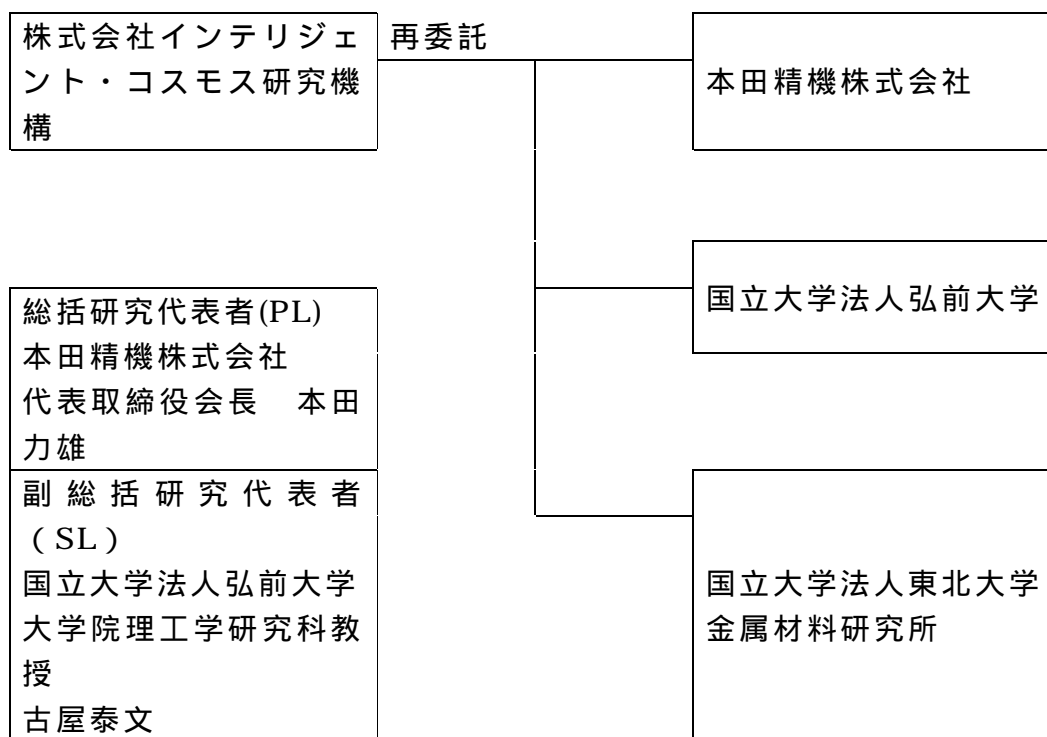 株式会社インテリジェ
ント・コスモス研究機
構
再委託
本田精機株式会社
国立大学法人弘前大学
総括研究代表者(PL)
本田精機株式会社
代表取締役会長　本田
力雄
副総括研究代表者
（SL）
国立大学法人弘前大学
大学院理工学研究科教
授
古屋泰文
国立大学法人東北大学
金属材料研究所